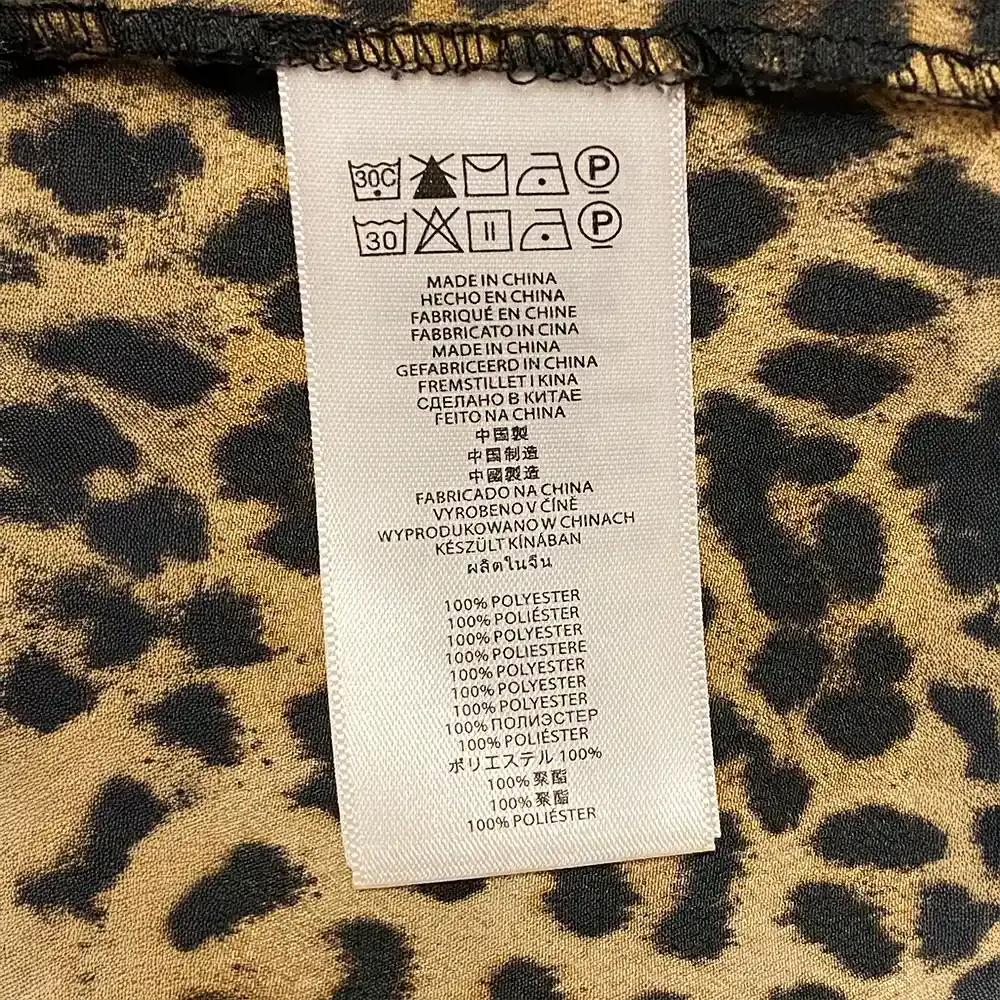 30C P
30 P
MADE IN CHINA
HECHO EN CHINA
FABRIQUÉ EN CHINE
FABBRICATO IN CINA
MADE IN CHINA
GEFABRICEERD IN CHINA
FREMSTILLET I KINA
СДЕЛАНО В КИТАЕ
FEITO NA CHINA
中国製
中国制造
中國製造
FABRICADO NA CHINA
VYROBENO V ČÍNĚ
WYPRODUKOWANO W CHINACH
KÉSZÜLT KÍNÁBAN
ผลิตในจีน
100% POLYESTER
100% POLIÉSTER
100% POLYESTER
100% POLIESTERE
100% POLYESTER
100% POLYESTER
100% POLYESTER
100% ПОЛИЭСТЕР
100% POLIÉSTER
ポリエステル 100%
100% 聚酯
100% 聚酯
100% POLIÉSTER